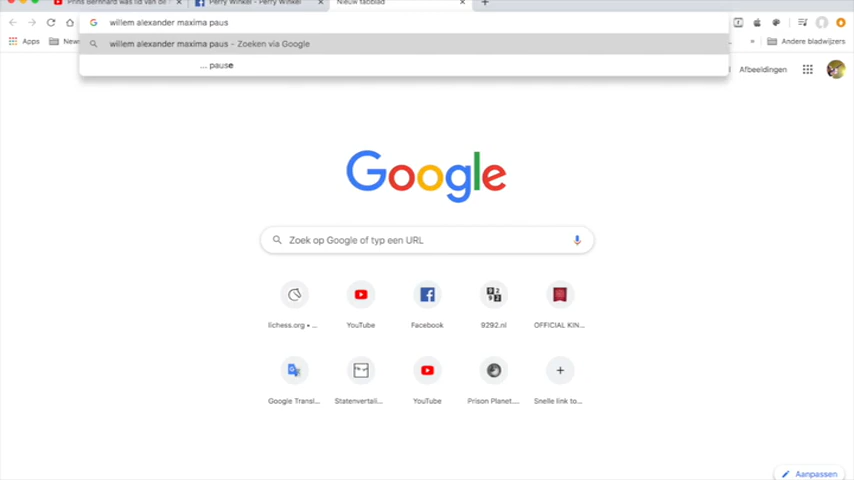 Prins Bernhard was lid van de
Perry Winkel - Perry Winkel
Nieuw tabblad
willem alexander maxima paus
Apps
Andere bladwijzers
willem alexander maxima paus – Zoeken via Google
... pause
Afbeeldingen
Google
Zoek op Google of typ een URL
lichess.org • ...
YouTube
Facebook
9292.nl
OFFICIAL KIN...
Google Transl...
Statenvertali...
YouTube
Prison Planet....
Snelle link to...
Aanpassen